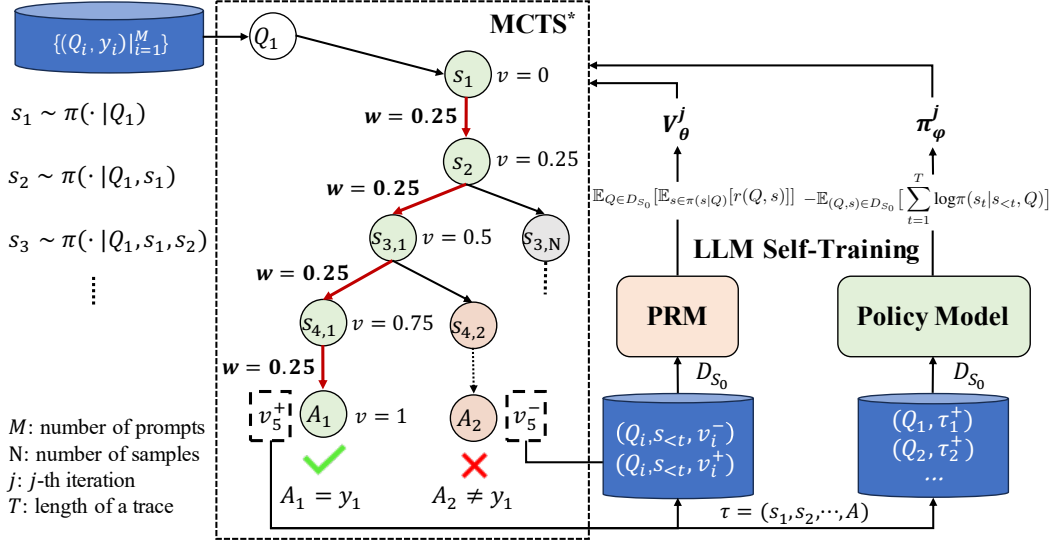 MCTS*
{(Q_i, y_i)|_{i=1}^M}
Q_1
s_1 v = 0
s_1 ~ π(· |Q_1)
w = 0.25
V_θ^j
π_φ^j
s_2 v = 0.25
s_2 ~ π(· |Q_1, s_1)
w = 0.25
𝔼_{Q∈D_{S_0}}[𝔼_{s∈π(s|Q)}[r(Q, s)]]
−𝔼_{(Q,s)∈D_{S_0}}[∑_{t=1}^T logπ(s_t|s_{<t}, Q)]
s_3 ~ π(· |Q_1, s_1, s_2)
s_{3,1} v = 0.5
s_{3,N}
LLM Self-Training
w = 0.25
s_{4,1} v = 0.75
s_{4,2}
PRM
Policy Model
w = 0.25
D_{S_0}
D_{S_0}
v_5^+
A_1 v = 1
A_2
v_5^-
(Q_i, s_{<t}, v_i^-)
(Q_i, s_{<t}, v_i^+)
(Q_1, τ_1^+)
(Q_2, τ_2^+)
...
M: number of prompts
N: number of samples
j: j-th iteration
T: length of a trace
A_1 = y_1
A_2 ≠ y_1
τ = (s_1, s_2, ⋯, A)